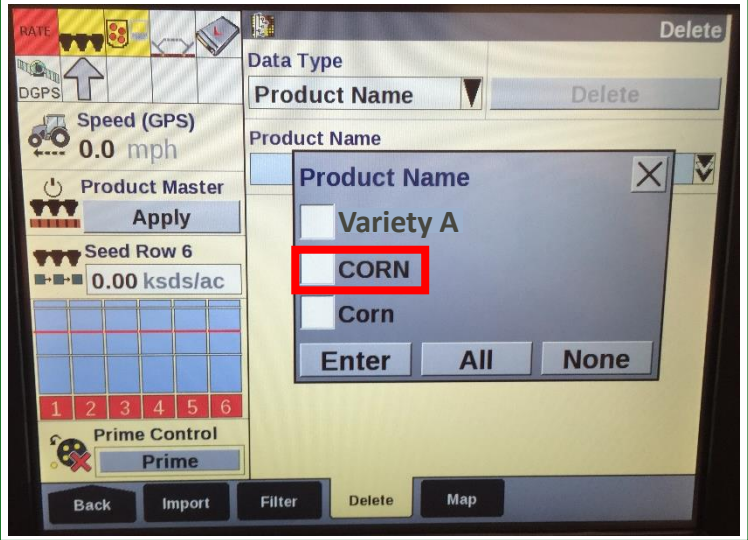 RATE
Delete
DGPS
Data Type
Product Name
Delete
Speed (GPS)
0.0 mph
Product Name
Product Name
Product Master
Apply
Variety A
CORN
Corn
Seed Row 6
0.00 ksds/ac
Enter
All
None
1 2 3 4 5 6
Prime Control
Prime
Back
Import
Filter
Delete
Map